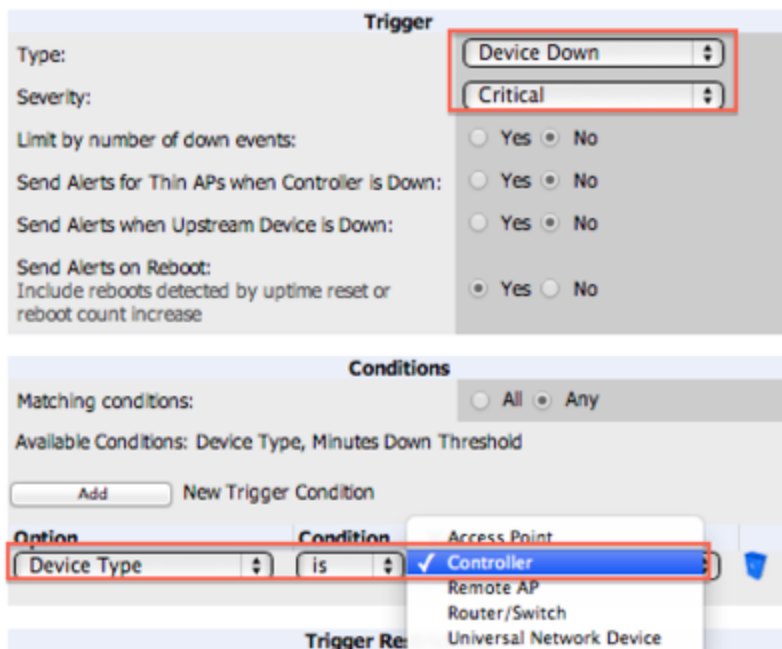 Trigger
Type: Device Down
Severity: Critical
Limit by number of down events: Yes No
Send Alerts for Thin APs when Controller is Down: Yes No
Send Alerts when Upstream Device is Down: Yes No
Send Alerts on Reboot:
Include reboots detected by uptime reset or
reboot count increase
Yes No
Conditions
Matching conditions: All Any
Available Conditions: Device Type, Minutes Down Threshold
Add New Trigger Condition
Option Condition
Access Point
Device Type is ✓ Controller
Remote AP
Router/Switch
Trigger Re
Universal Network Device